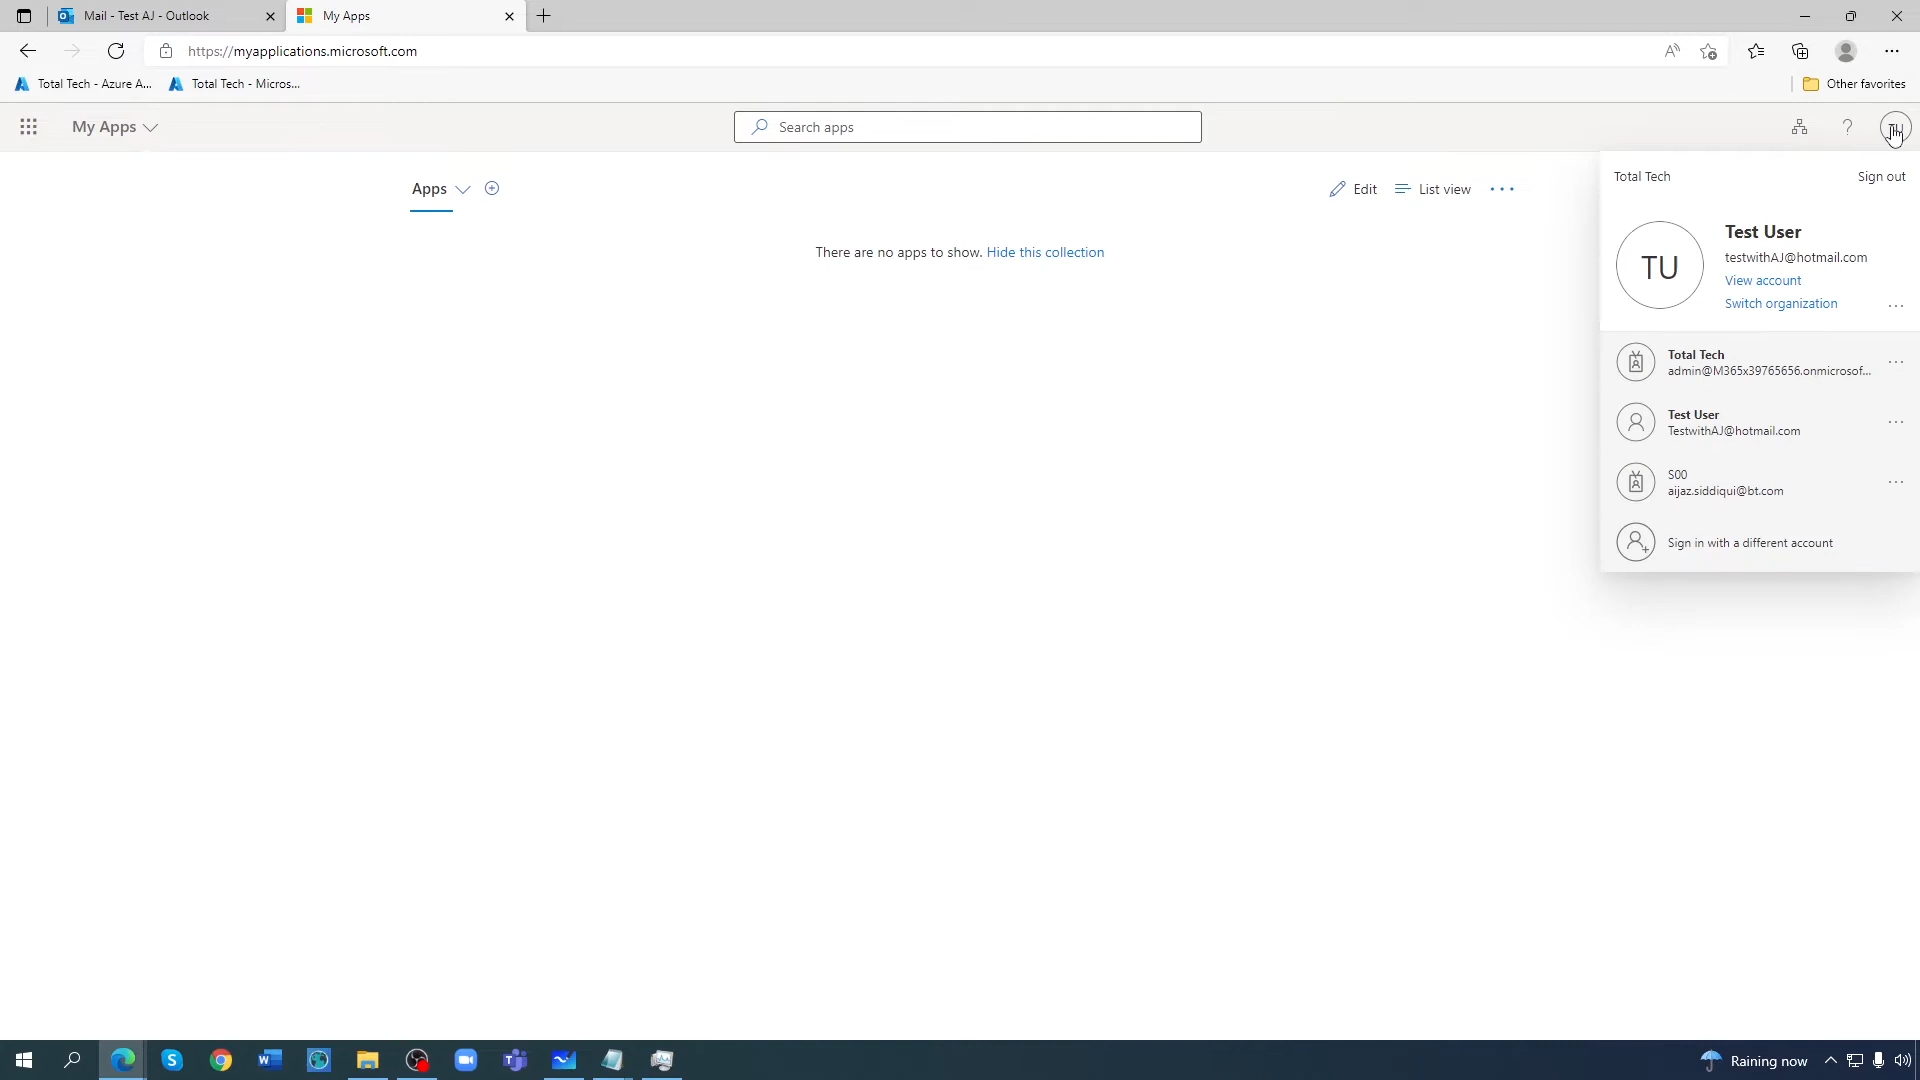 Mail - Test AJ - Outlook
My Apps
https://myapplications.microsoft.com
Total Tech - Azure A...
Total Tech - Micros...
Other favorites
My Apps
Search apps
?
Apps
Edit
List view
There are no apps to show. Hide this collection
Total Tech
Sign out
TU
Test User
testwithAJ@hotmail.com
View account
Switch organization
Total Tech
admin@M365x39765656.onmicrosof...
Test User
TestwithAJ@hotmail.com
S00
aijaz.siddiqui@bt.com
Sign in with a different account
Raining now